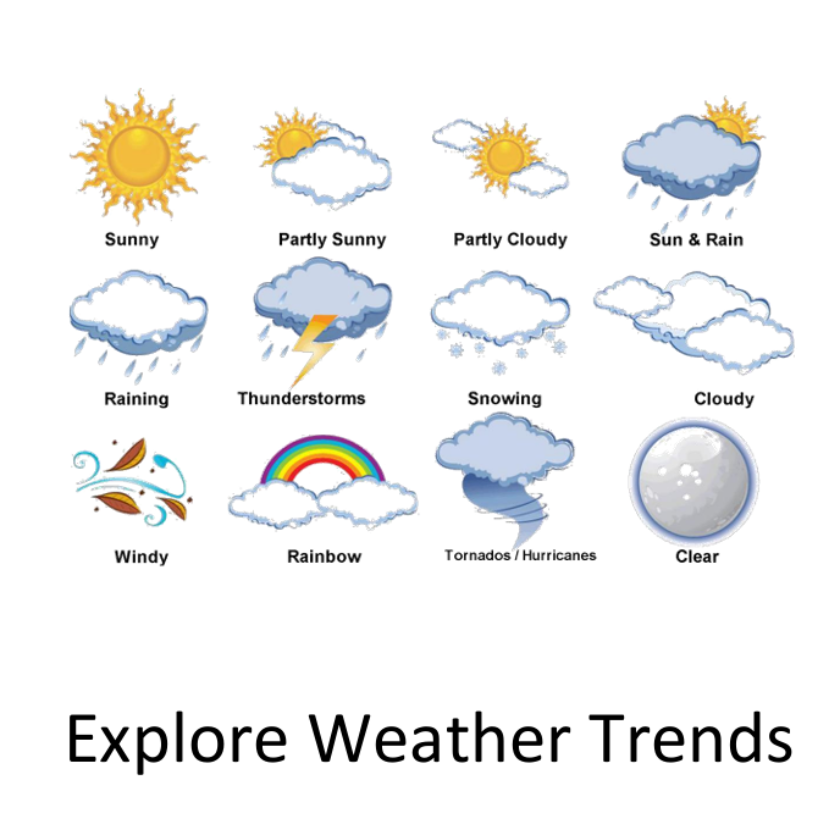 Sunny Partly Sunny Partly Cloudy Sun & Rain
Raining Thunderstorms Snowing Cloudy
Windy Rainbow Tornados / Hurricanes Clear
Explore Weather Trends